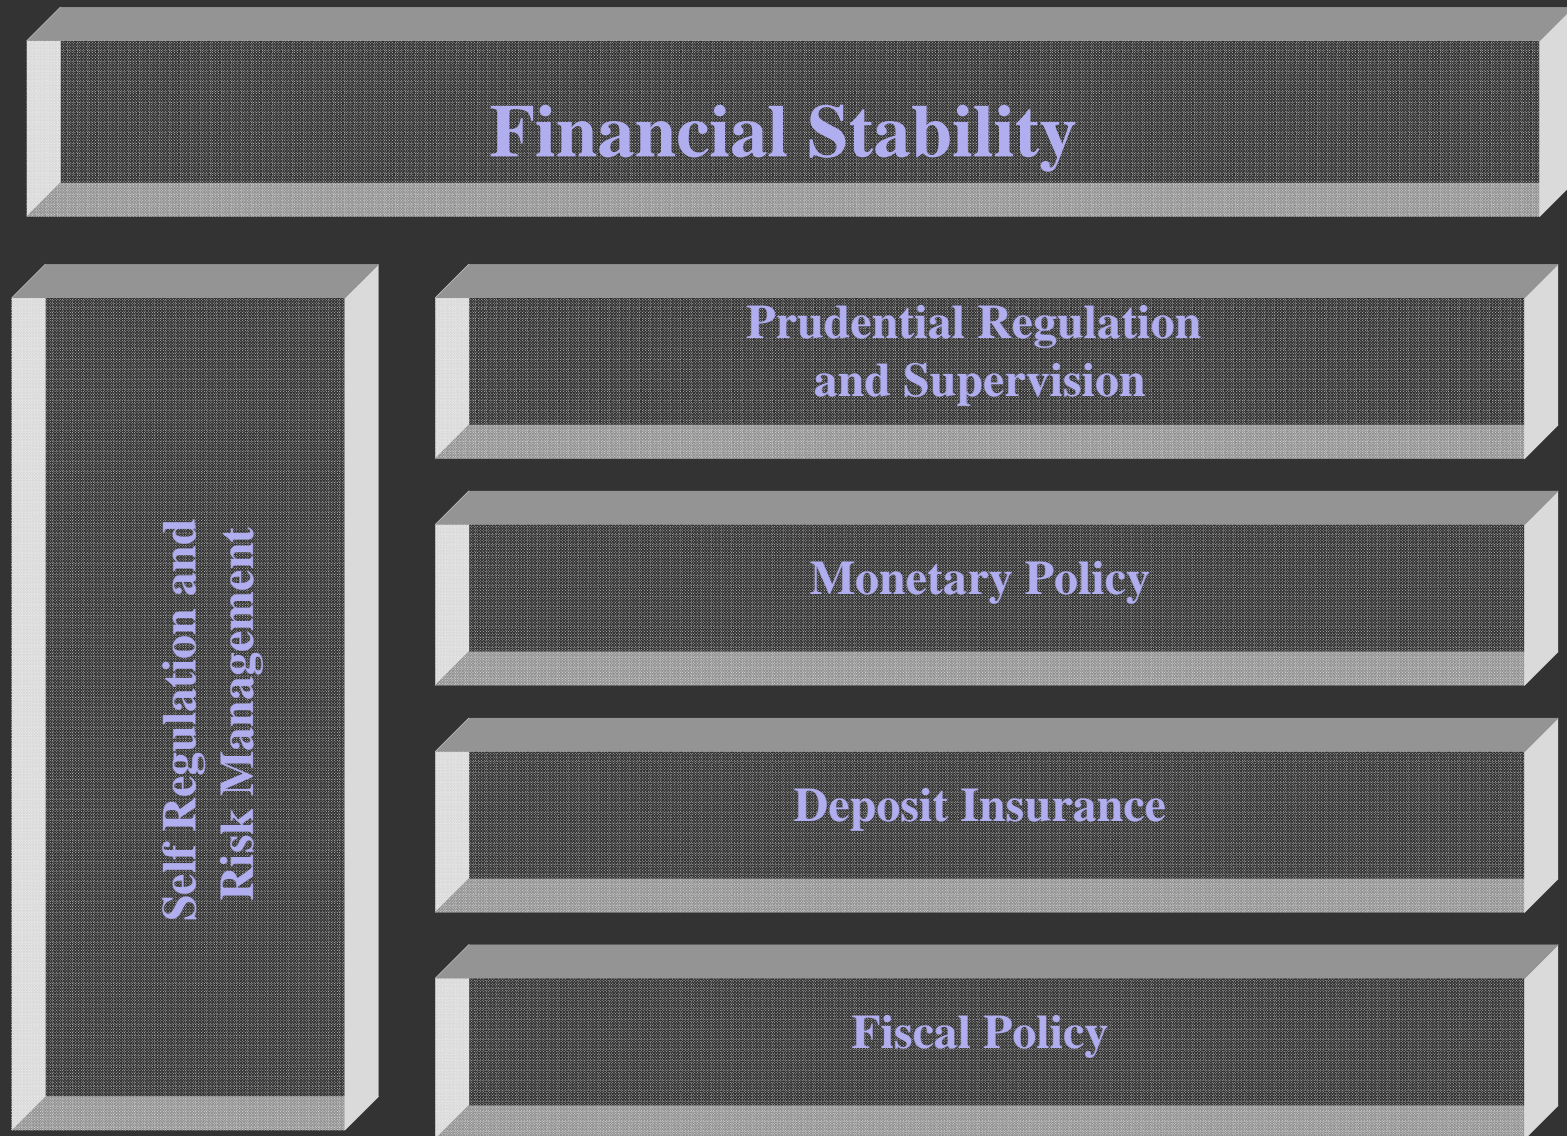 Financial Stability
Self Regulation and
Risk Management
Prudential Regulation
and Supervision
Monetary Policy
Deposit Insurance
Fiscal Policy